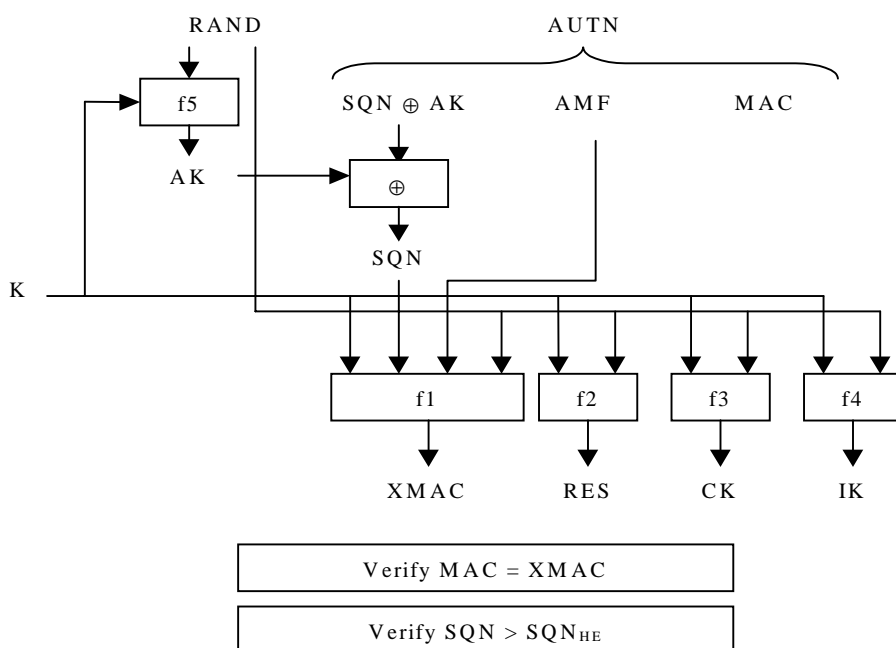 RAND AUTN
f5 SQN ⊕ AK AMF MAC
AK ⊕
SQN
K
f1 f2 f3 f4
XMAC RES CK IK
Verify MAC = XMAC
Verify SQN > SQN_HE